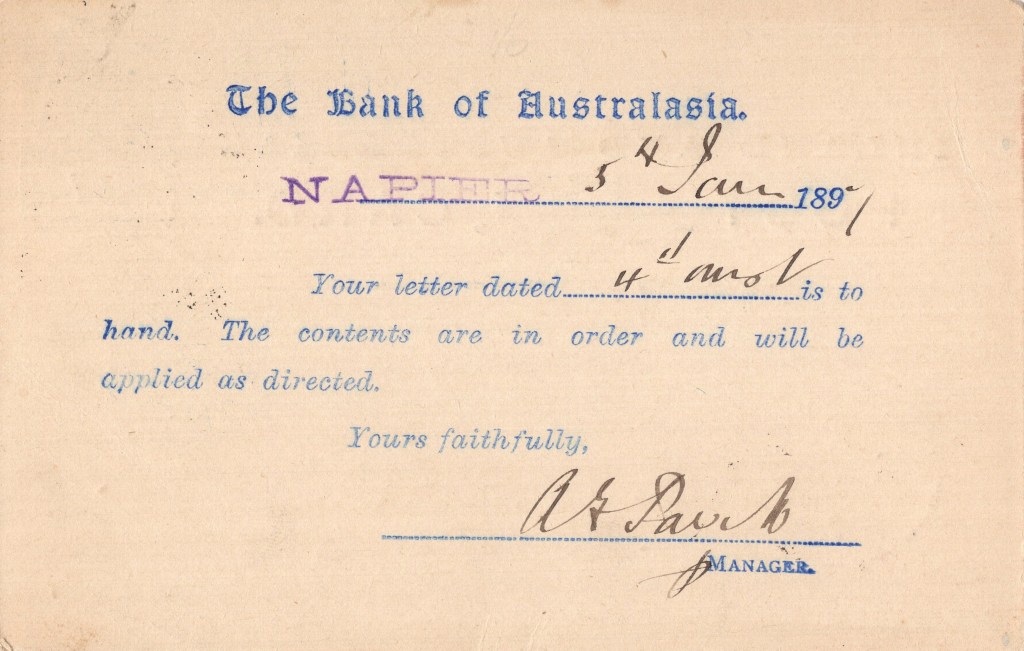 The Bank of Australasia.
NAPIER 5th Jan 1897
Your letter dated 4th inst is to
hand. The contents are in order and will be
applied as directed.
Yours faithfully,
A G
MANAGER.